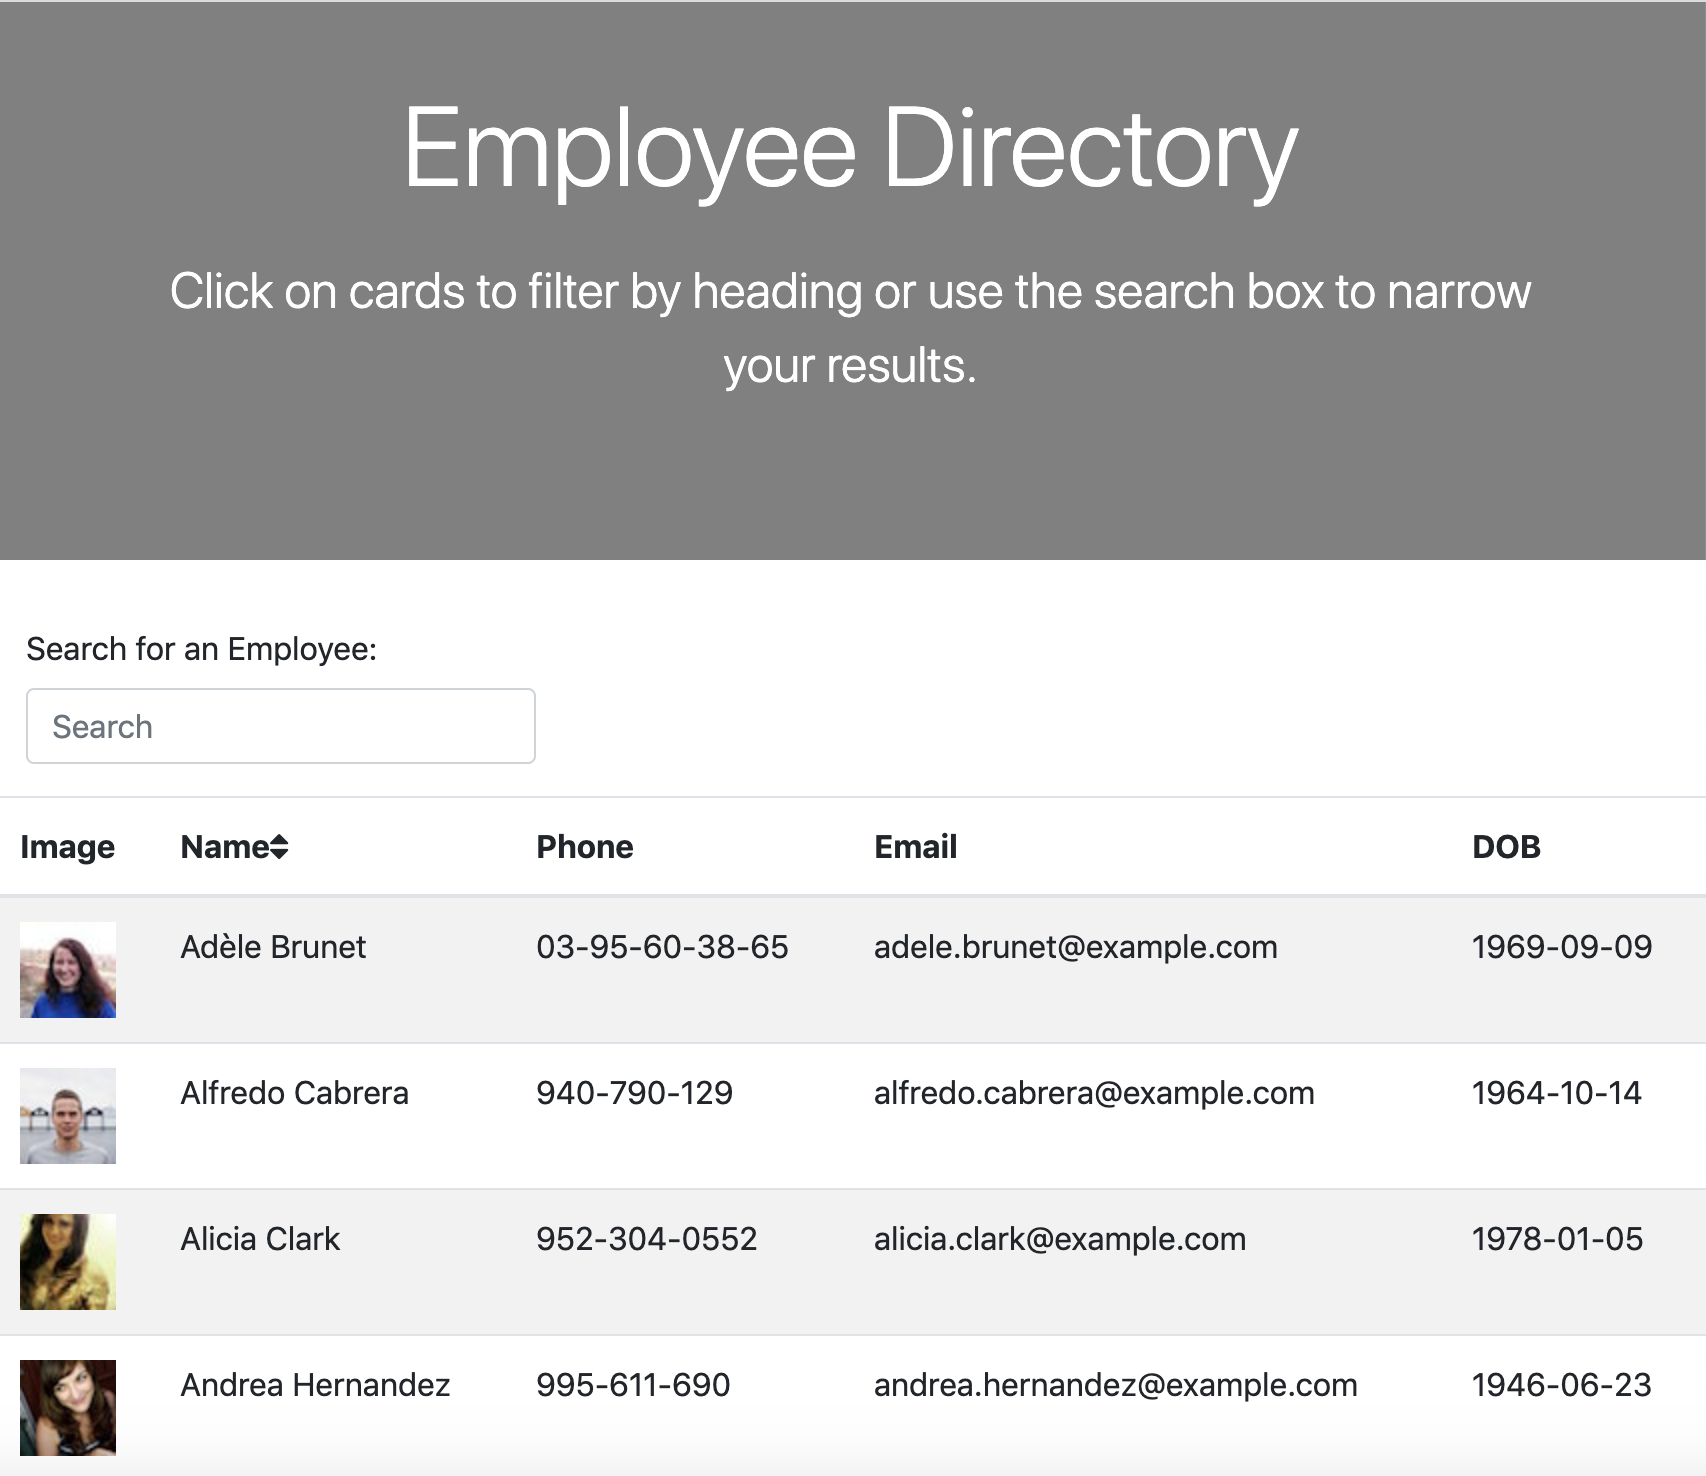 Employee Directory
Click on cards to filter by heading or use the search box to narrow
your results.
Search for an Employee:
Search
Image Name Phone Email DOB
Adèle Brunet 03-95-60-38-65 adele.brunet@example.com 1969-09-09
Alfredo Cabrera 940-790-129 alfredo.cabrera@example.com 1964-10-14
Alicia Clark 952-304-0552 alicia.clark@example.com 1978-01-05
Andrea Hernandez 995-611-690 andrea.hernandez@example.com 1946-06-23